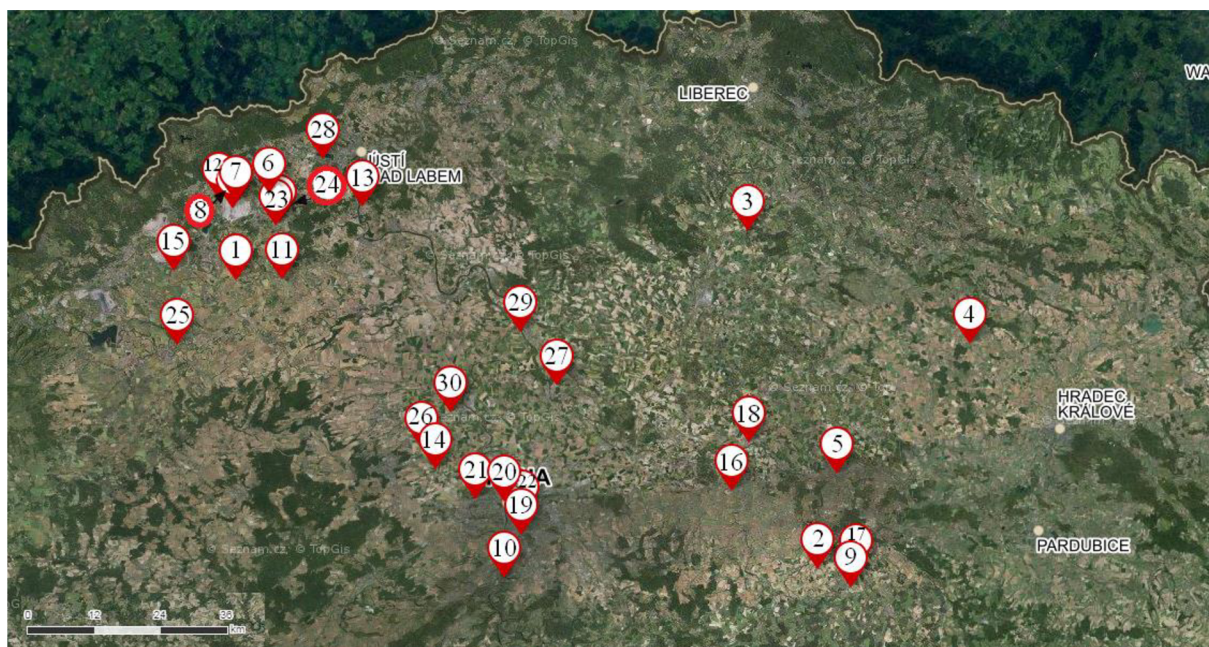 © Seznam.cz, © TopGis
WA
LIBEREC
28
ÚSTÍ
NAD LABEM
© Seznam.cz, © TopGis
12
7
6
13
24
8
23
3
15
1
11
© Seznam.cz, © TopGis
29
25
4
27
30
© Seznam.cz, © Top
HRADEC
KRÁLOVÉ
26
© Seznam.cz, © TopGis
18
14
5
21
20
22
16
19
10
2
17
9
© Seznam.cz, © TopGis
PARDUBICE
0 12 24 36
km